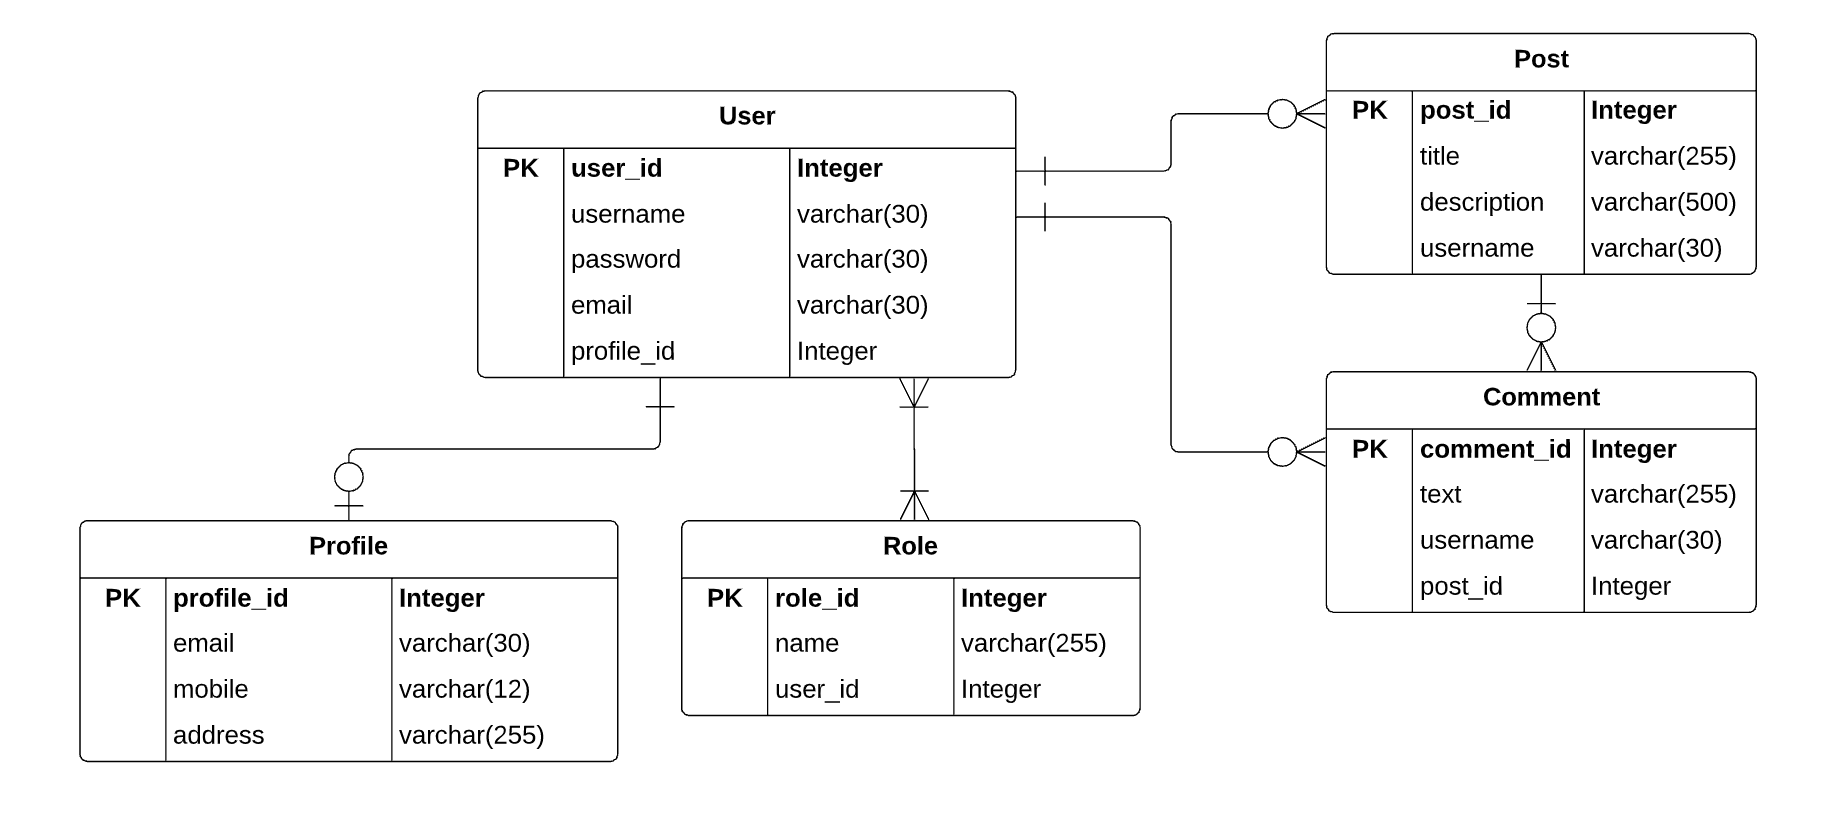 User
PK user_id Integer
username varchar(30)
password varchar(30)
email varchar(30)
profile_id Integer
Post
PK post_id Integer
title varchar(255)
description varchar(500)
username varchar(30)
Comment
PK comment_id Integer
text varchar(255)
username varchar(30)
post_id Integer
Profile
PK profile_id Integer
email varchar(30)
mobile varchar(12)
address varchar(255)
Role
PK role_id Integer
name varchar(255)
user_id Integer